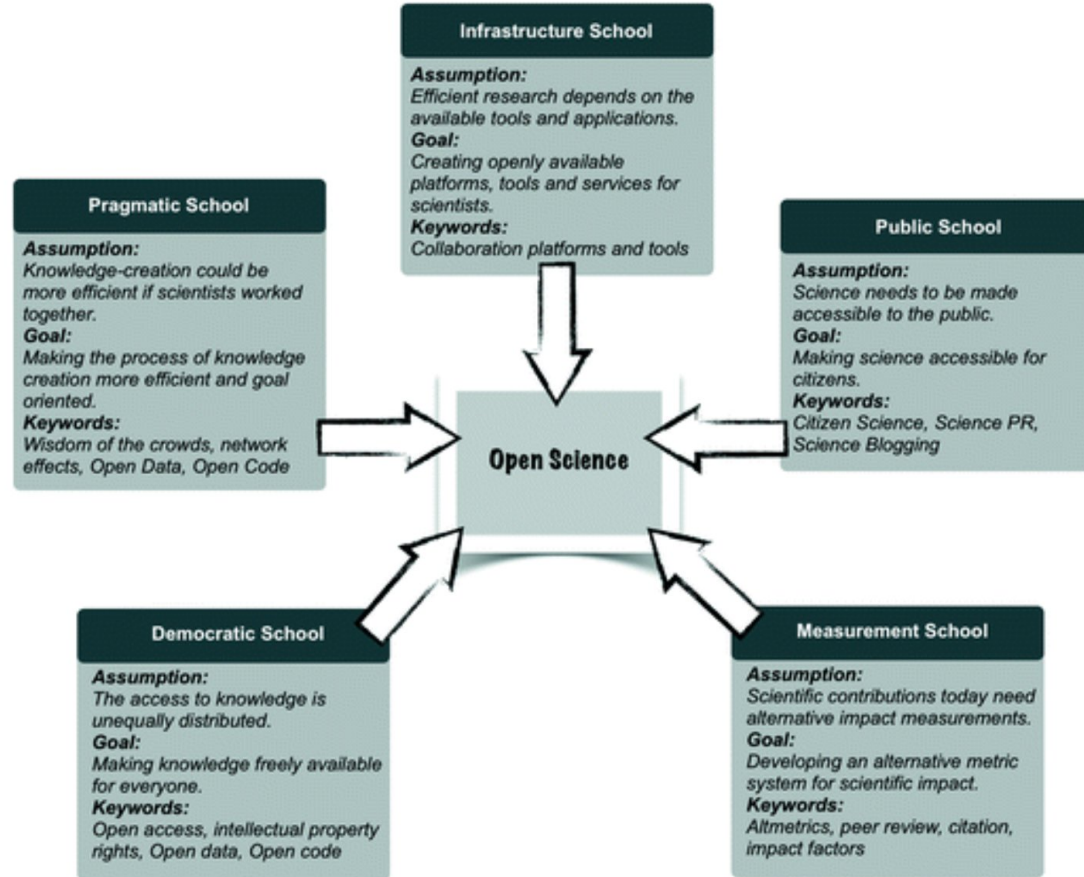 Infrastructure School
Assumption:
Efficient research depends on the
available tools and applications.
Goal:
Creating openly available
platforms, tools and services for
scientists.
Keywords:
Collaboration platforms and tools
Pragmatic School
Assumption:
Knowledge-creation could be
more efficient if scientists worked
together.
Goal:
Making the process of knowledge
creation more efficient and goal
oriented.
Keywords:
Wisdom of the crowds, network
effects, Open Data, Open Code
Public School
Assumption:
Science needs to be made
accessible to the public.
Goal:
Making science accessible for
citizens.
Keywords:
Citizen Science, Science PR,
Science Blogging
Open Science
Democratic School
Assumption:
The access to knowledge is
unequally distributed.
Goal:
Making knowledge freely available
for everyone.
Keywords:
Open access, intellectual property
rights, Open data, Open code
Measurement School
Assumption:
Scientific contributions today need
alternative impact measurements.
Goal:
Developing an alternative metric
system for scientific impact.
Keywords:
Altmetrics, peer review, citation,
impact factors